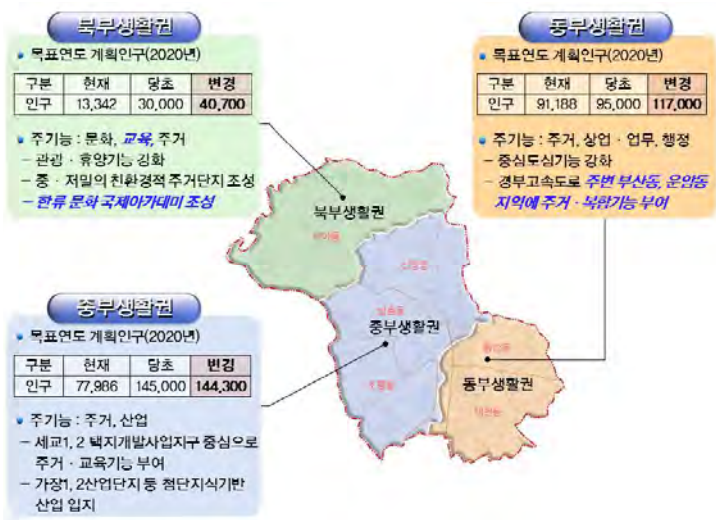 북부생활권
• 목표연도 계획인구(2020년)
구분 현재 당초 변경
인구 13,342 30,000 40,700
• 주기능 : 문화, 교육, 주거
– 관광 · 휴양기능 강화
– 중 · 저밀의 친환경적 주거단지 조성
– 한류 문화 국제아카데미 조성
동부생활권
• 목표연도 계획인구(2020년)
구분 현재 당초 변경
인구 91,188 95,000 117,000
• 주기능 : 주거, 상업 · 업무, 행정
– 중심도심기능 강화
– 경부고속도로 주변 부산동, 운암동
지역에 주거 · 복합기능 부여
북부생활권
중부생활권
동부생활권
중부생활권
• 목표연도 계획인구(2020년)
구분 현재 당초 변경
인구 77,986 145,000 144,300
• 주기능 : 주거, 산업
– 세교1, 2 택지개발사업지구 중심으로
주거 · 교육기능 부여
– 가장1, 2산업단지 등 첨단지식기반
산업 입지